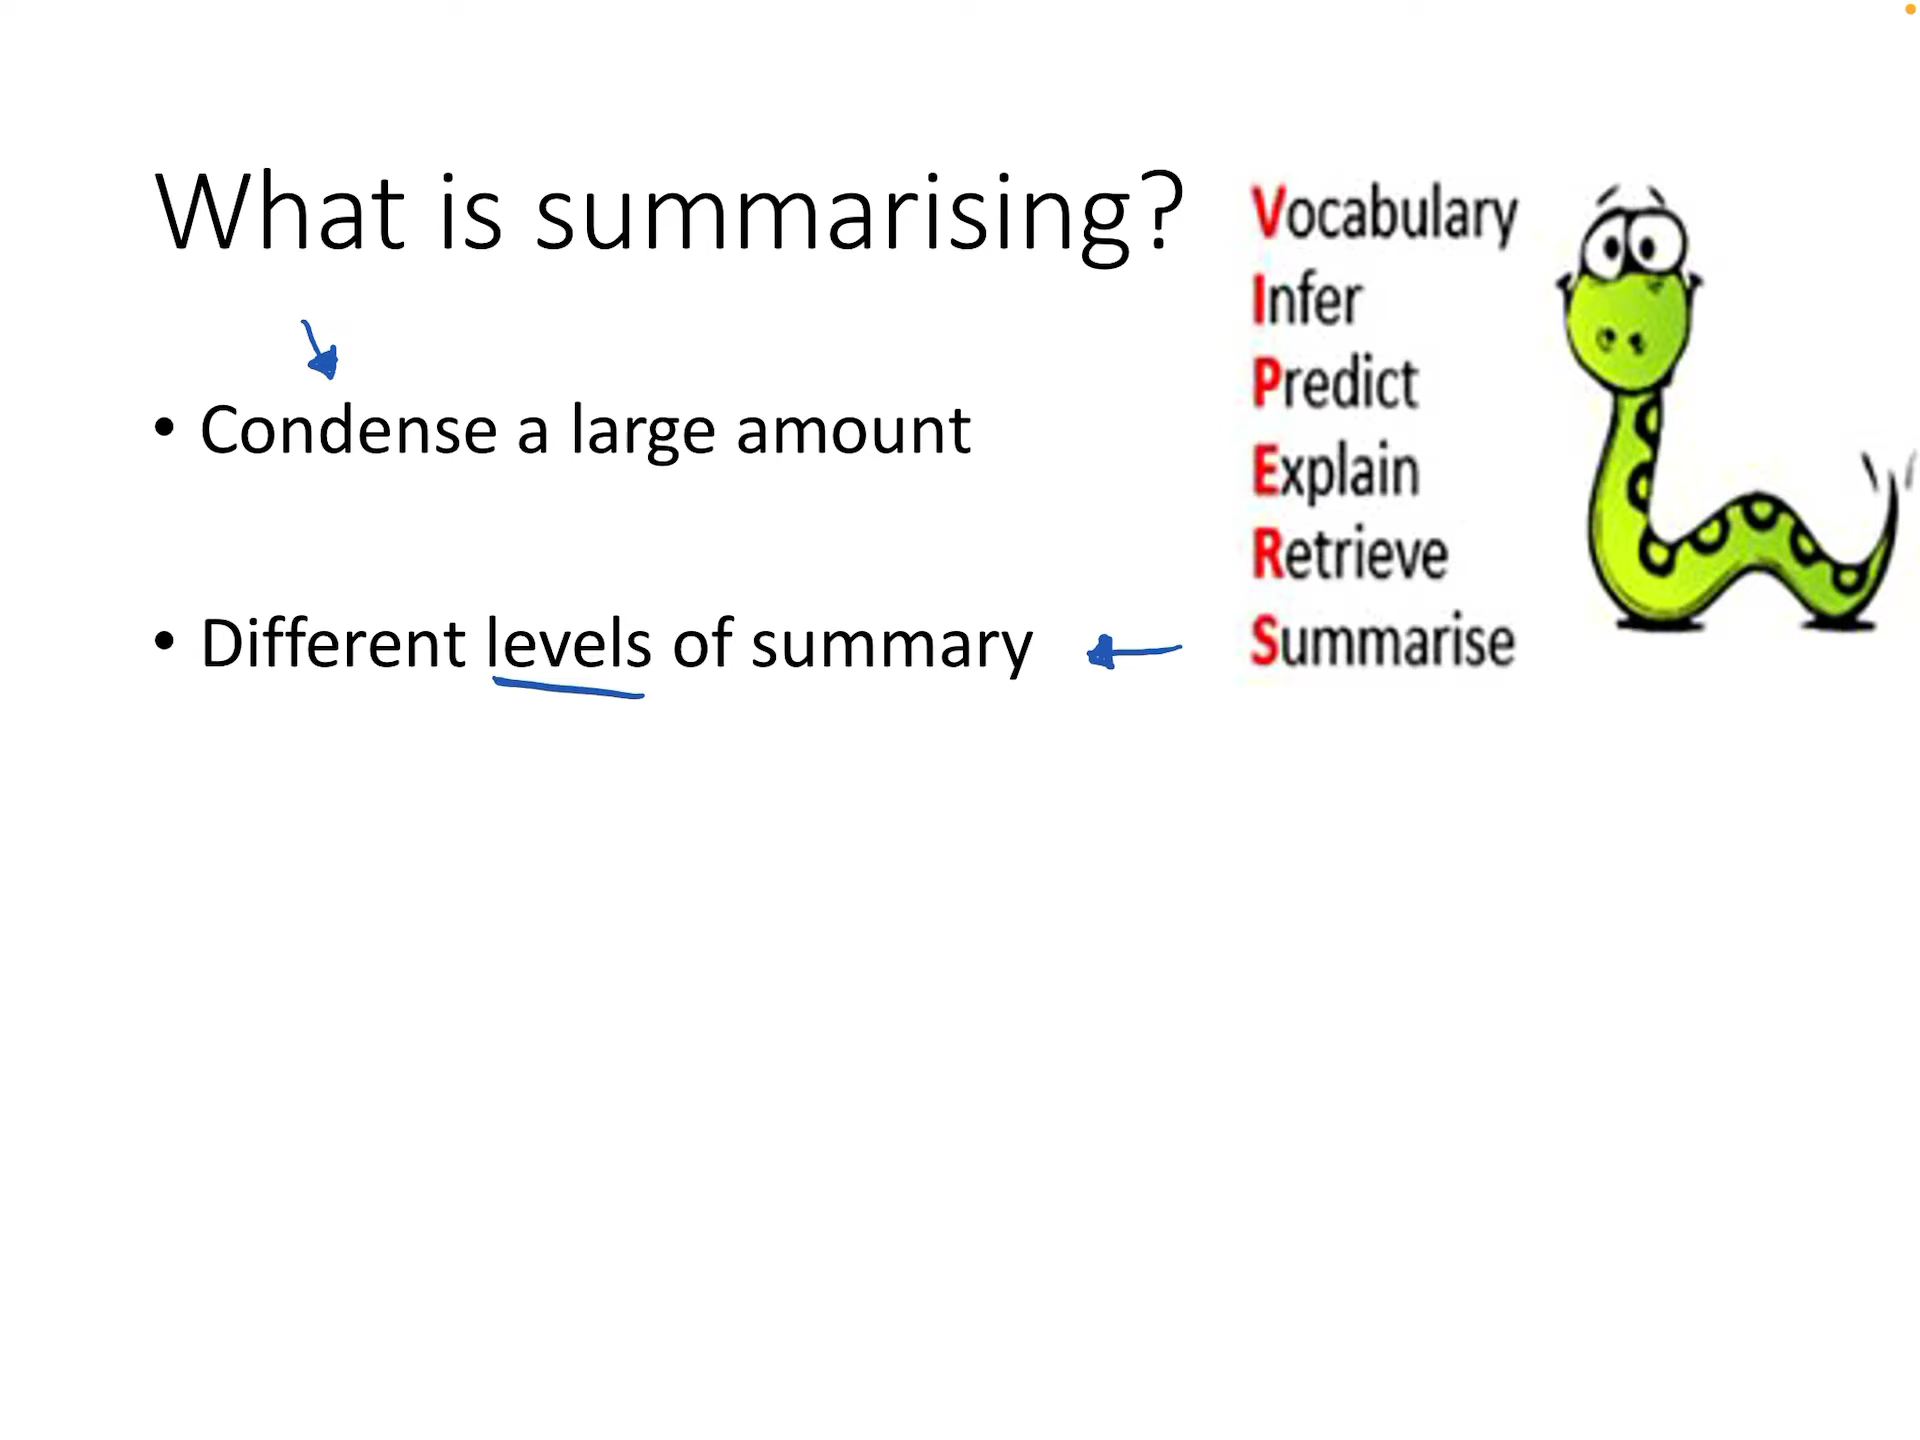 What is summarising?
• Condense a large amount
• Different levels of summary
Vocabulary
Infer
Predict
Explain
Retrieve
Summarise